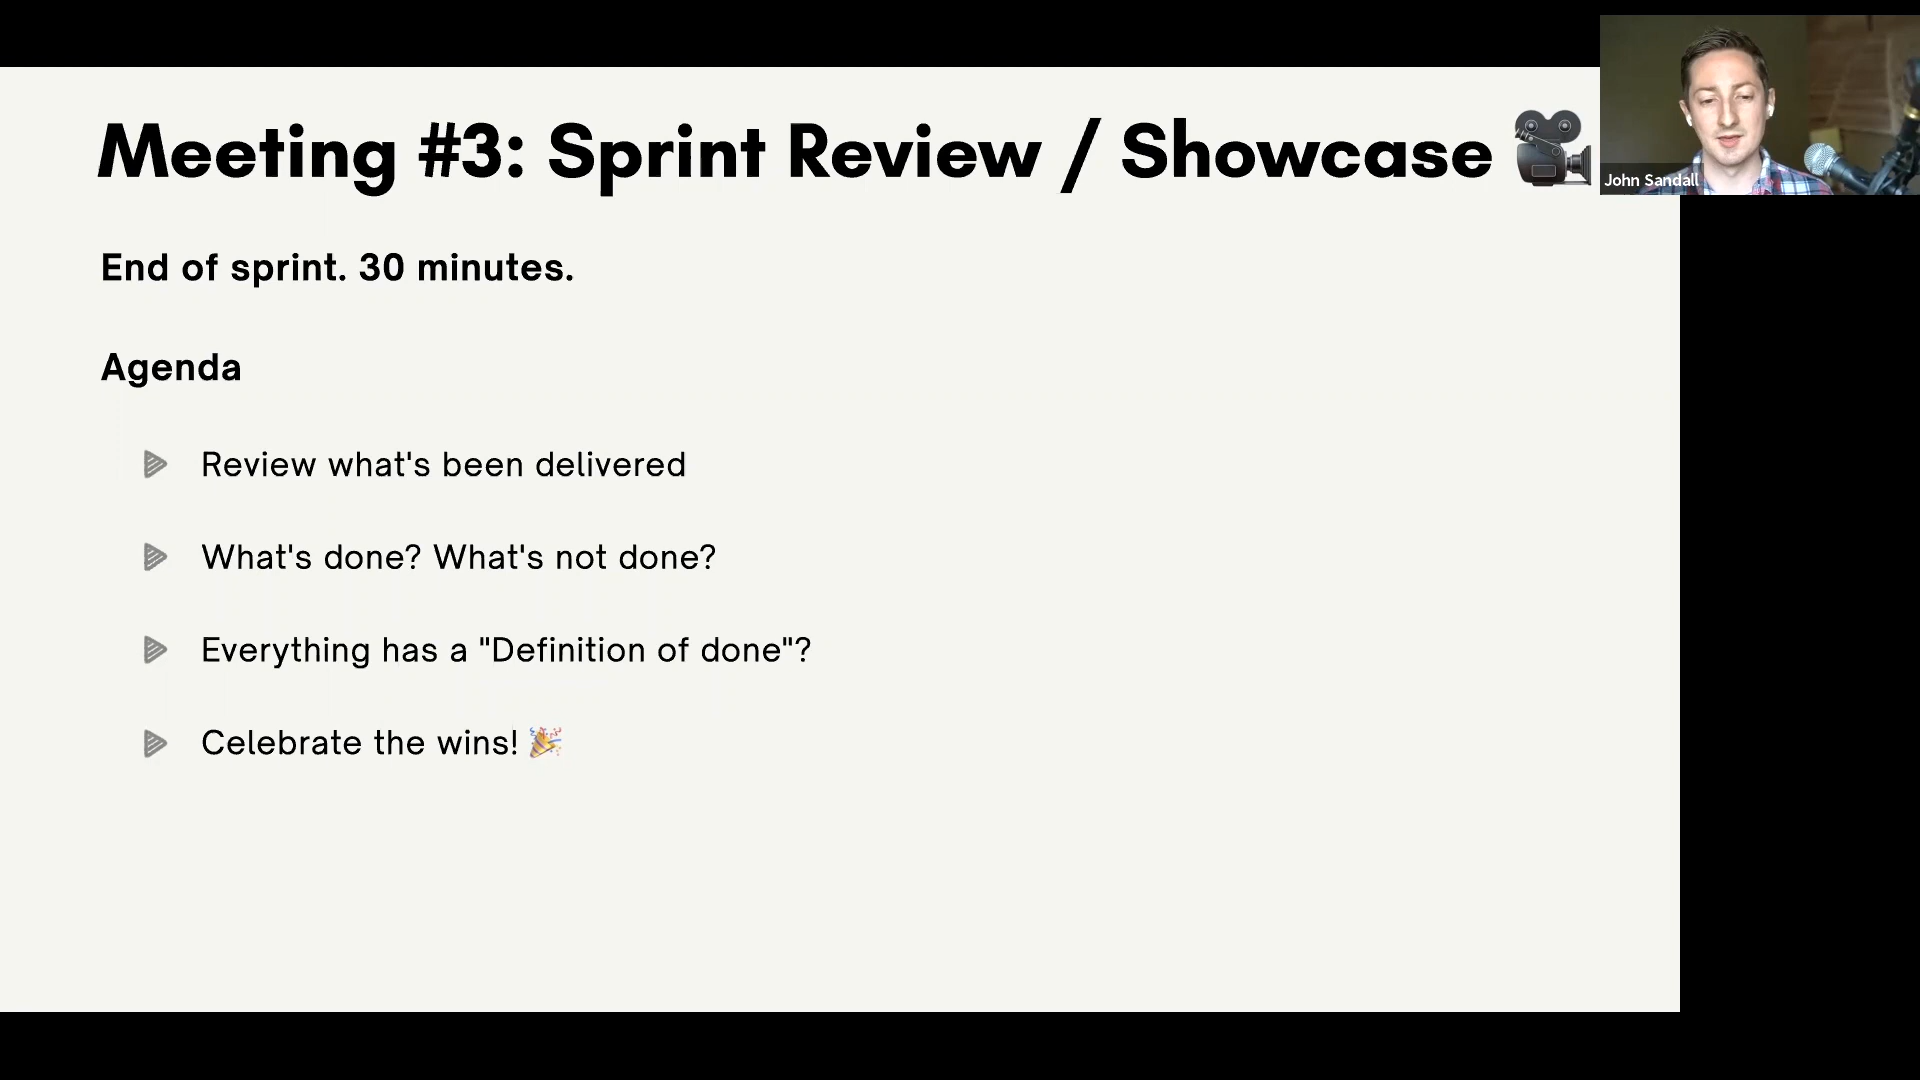 Meeting #3: Sprint Review / Showcase 🎥
John Sandall
End of sprint. 30 minutes.
Agenda
Review what's been delivered
What's done? What's not done?
Everything has a "Definition of done"?
Celebrate the wins! 🎉